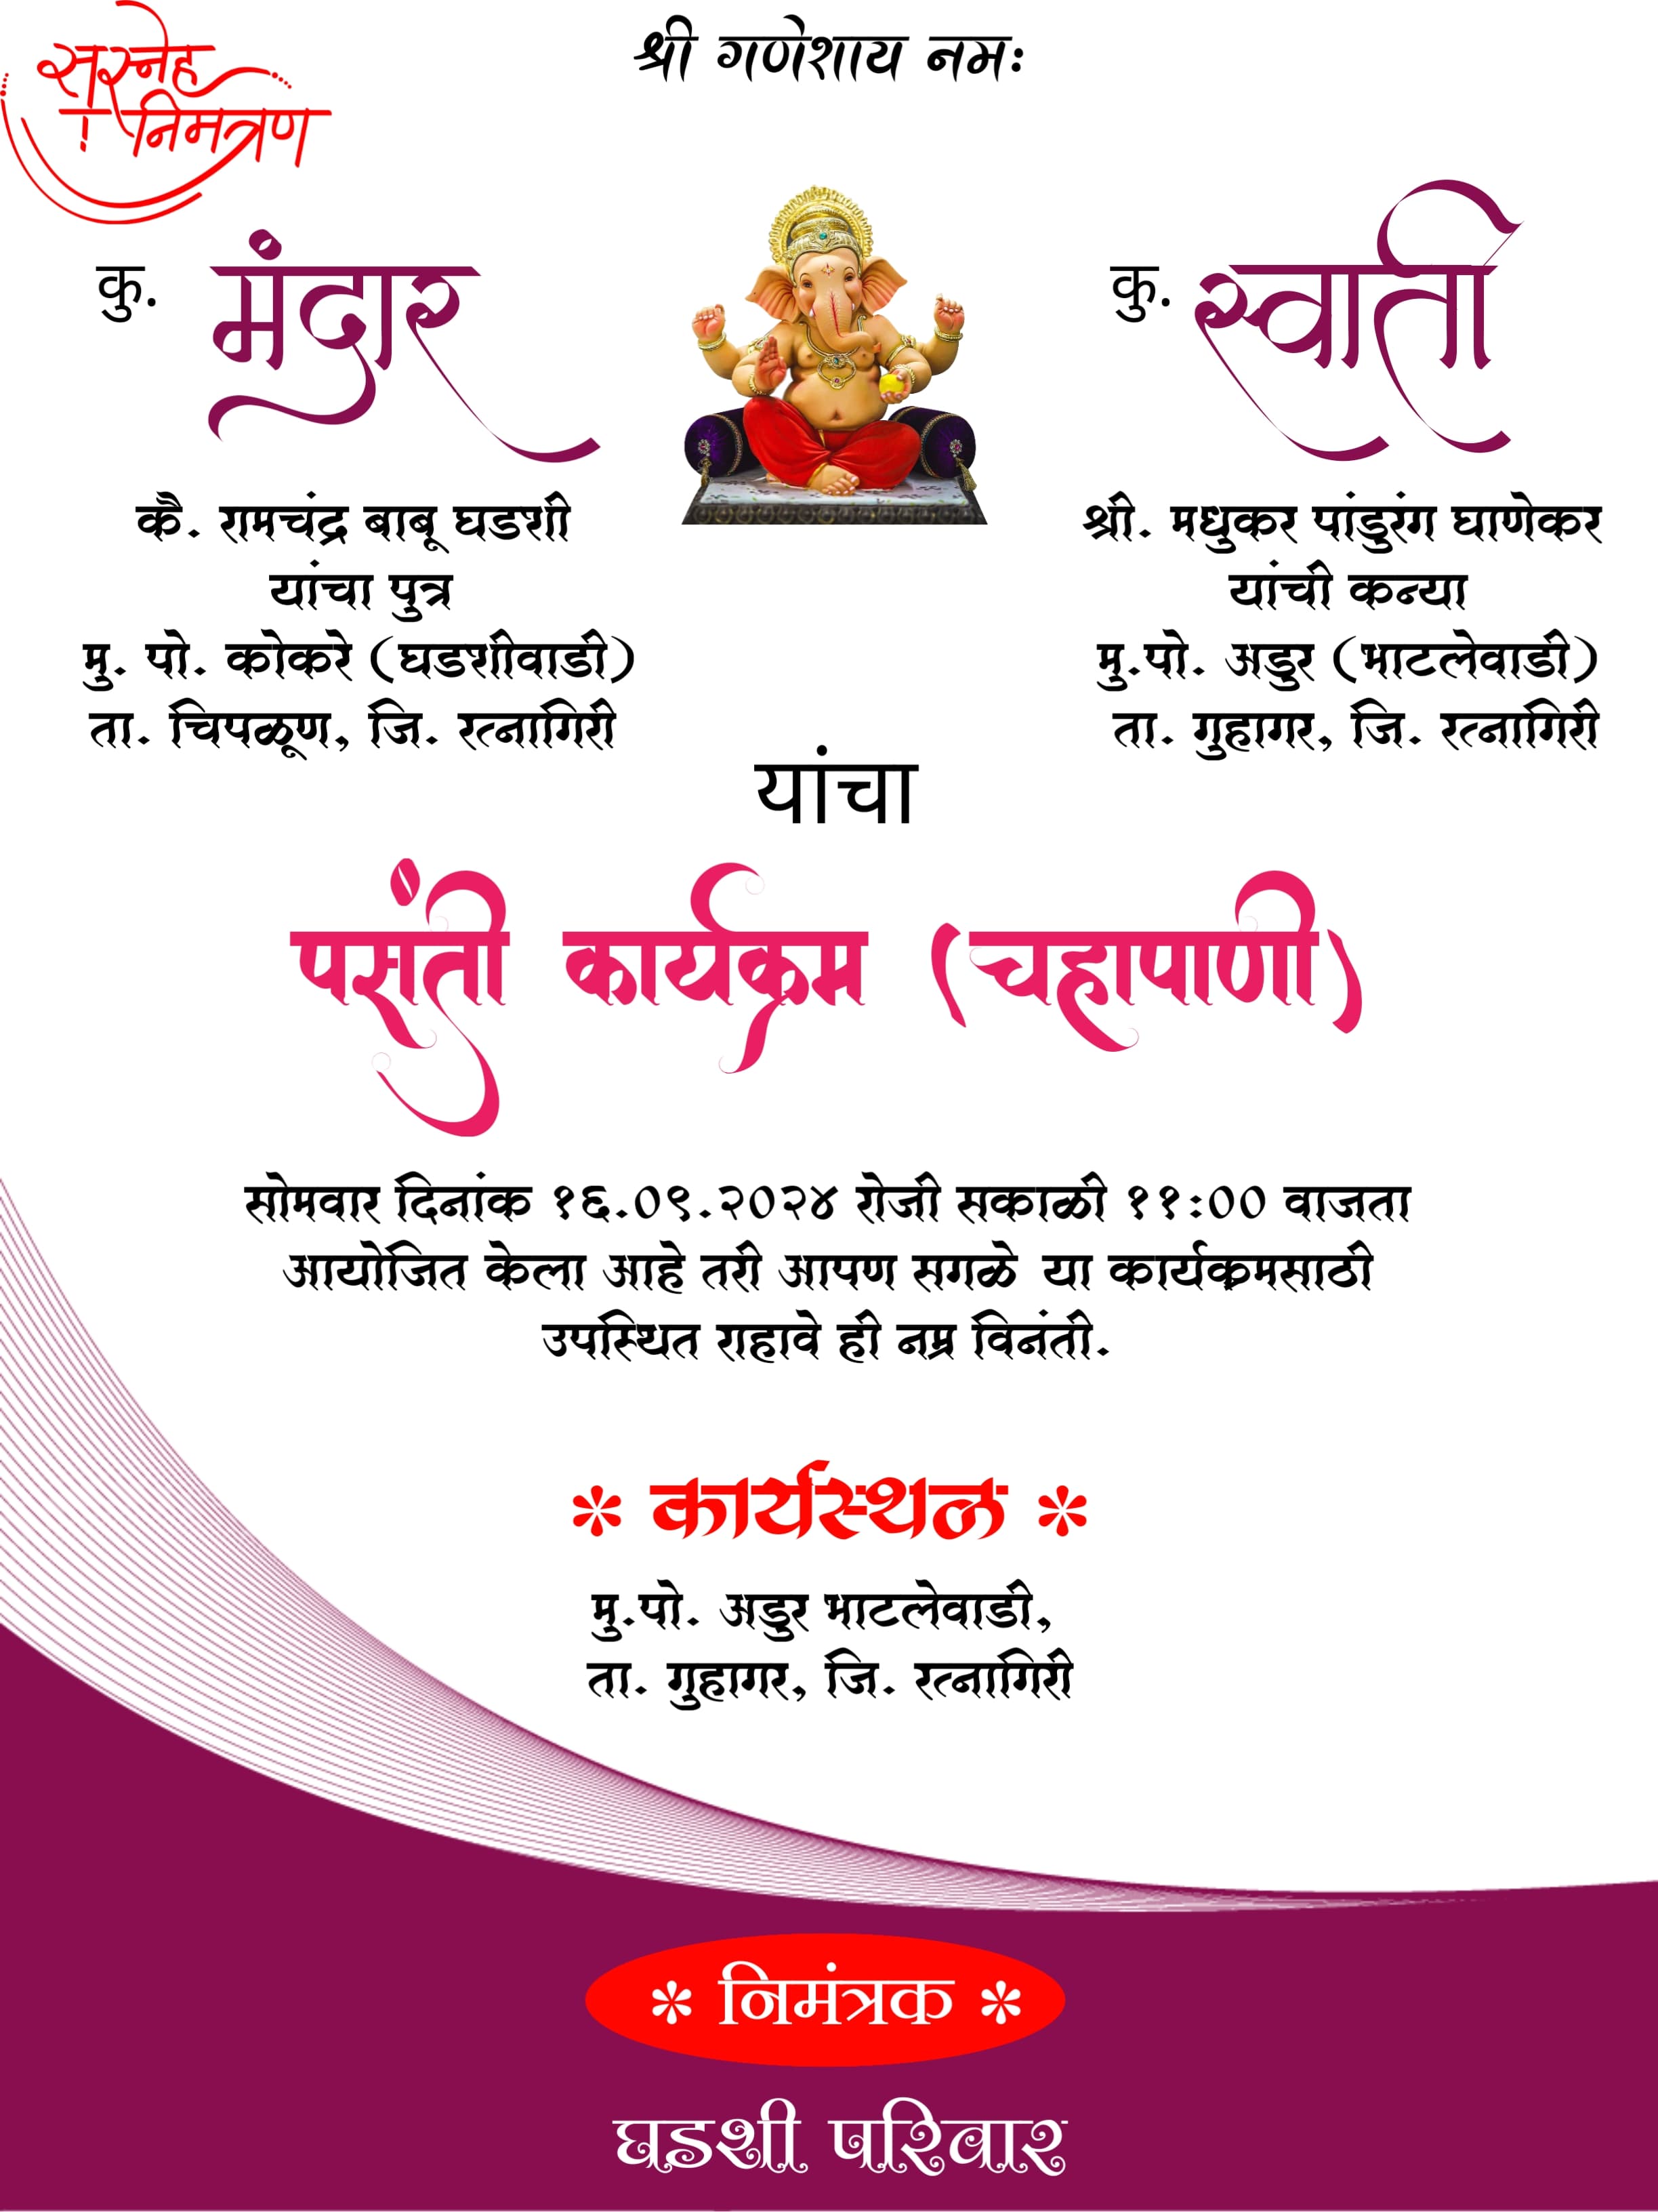 श्री गणेशाय नमः
सस्नेह
निमंत्रण
कु. मंदार
कै. रामचंद्र बाबू घडशी
यांचा पुत्र
मु. पो. कोकरे (घडशीवाडी)
ता. चिपळूण, जि. रत्नागिरी
कु. स्वाती
श्री. मधुकर पांडुरंग घाणेकर
यांची कन्या
मु.पो. अडुर (भाटलेवाडी)
ता. गुहागर, जि. रत्नागिरी
यांचा
पसंती कार्यक्रम (चहापाणी)
सोमवार दिनांक १६.०९.२०२४ रोजी सकाळी ११:०० वाजता
आयोजित केला आहे तरी आपण सगळे या कार्यक्रमसाठी
उपस्थित राहावे ही नम्र विनंती.
* कार्यस्थळ *
मु.पो. अडुर भाटलेवाडी,
ता. गुहागर, जि. रत्नागिरी
* निमंत्रक *
घडशी परिवार